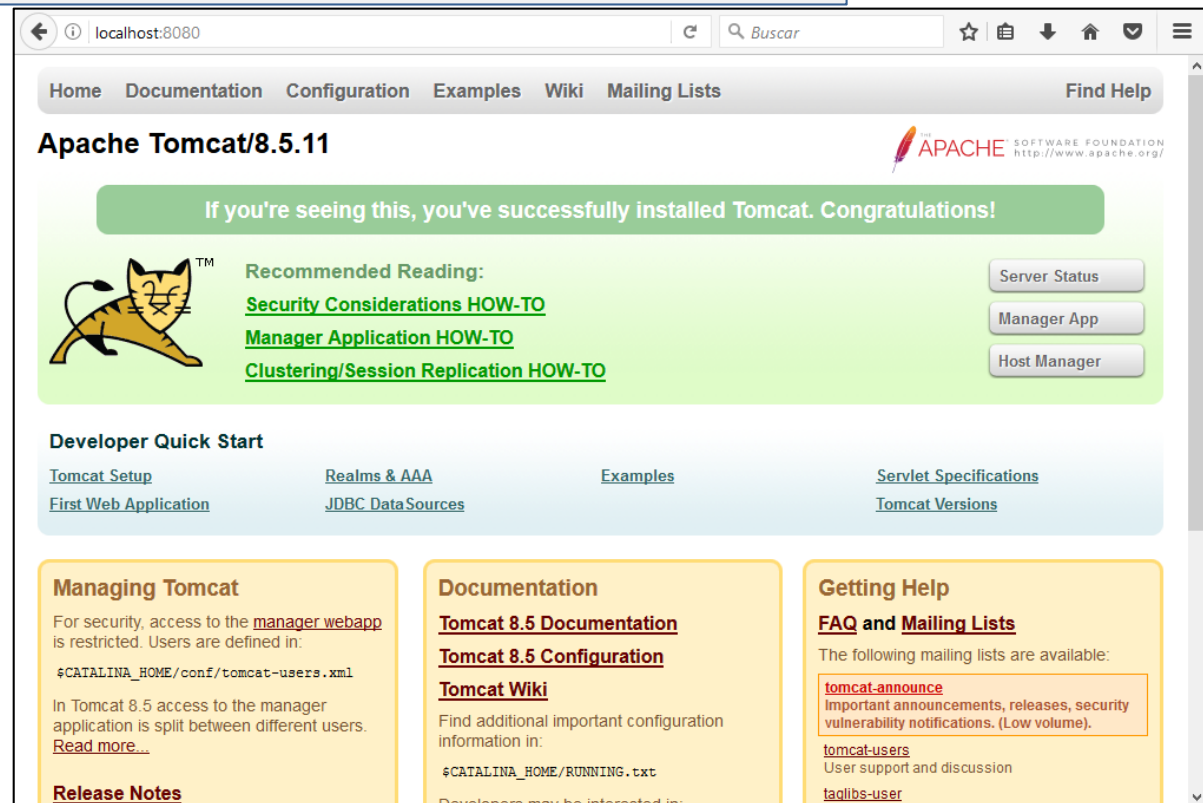 localhost:8080
Buscar
Home Documentation Configuration Examples Wiki Mailing Lists Find Help
Apache Tomcat/8.5.11
THE APACHE SOFTWARE FOUNDATION
http://www.apache.org/
If you're seeing this, you've successfully installed Tomcat. Congratulations!
TM
Recommended Reading:
Security Considerations HOW-TO
Manager Application HOW-TO
Clustering/Session Replication HOW-TO
Server Status
Manager App
Host Manager
Developer Quick Start
Tomcat Setup
First Web Application
Realms & AAA
JDBC DataSources
Examples
Servlet Specifications
Tomcat Versions
Managing Tomcat
For security, access to the manager webapp
is restricted. Users are defined in:
$CATALINA_HOME/conf/tomcat-users.xml
In Tomcat 8.5 access to the manager
application is split between different users.
Read more...
Release Notes
Documentation
Tomcat 8.5 Documentation
Tomcat 8.5 Configuration
Tomcat Wiki
Find additional important configuration
information in:
$CATALINA_HOME/RUNNING.txt
Developers may be interested in:
Getting Help
FAQ and Mailing Lists
The following mailing lists are available:
tomcat-announce
Important announcements, releases, security
vulnerability notifications. (Low volume).
tomcat-users
User support and discussion
taglibs-user